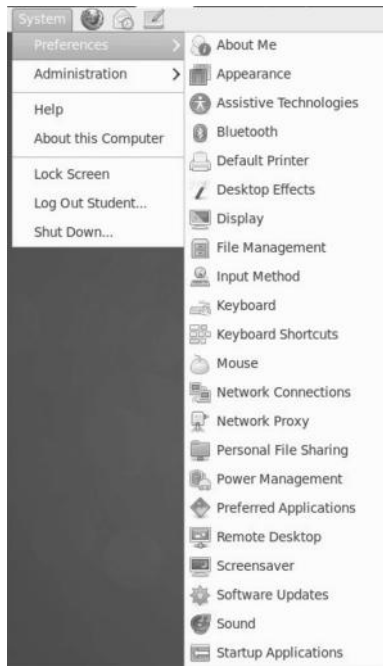 System
Preferences
Administration
Help
About this Computer
Lock Screen
Log Out Student...
Shut Down...
About Me
Appearance
Assistive Technologies
Bluetooth
Default Printer
Desktop Effects
Display
File Management
Input Method
Keyboard
Keyboard Shortcuts
Mouse
Network Connections
Network Proxy
Personal File Sharing
Power Management
Preferred Applications
Remote Desktop
Screensaver
Software Updates
Sound
Startup Applications